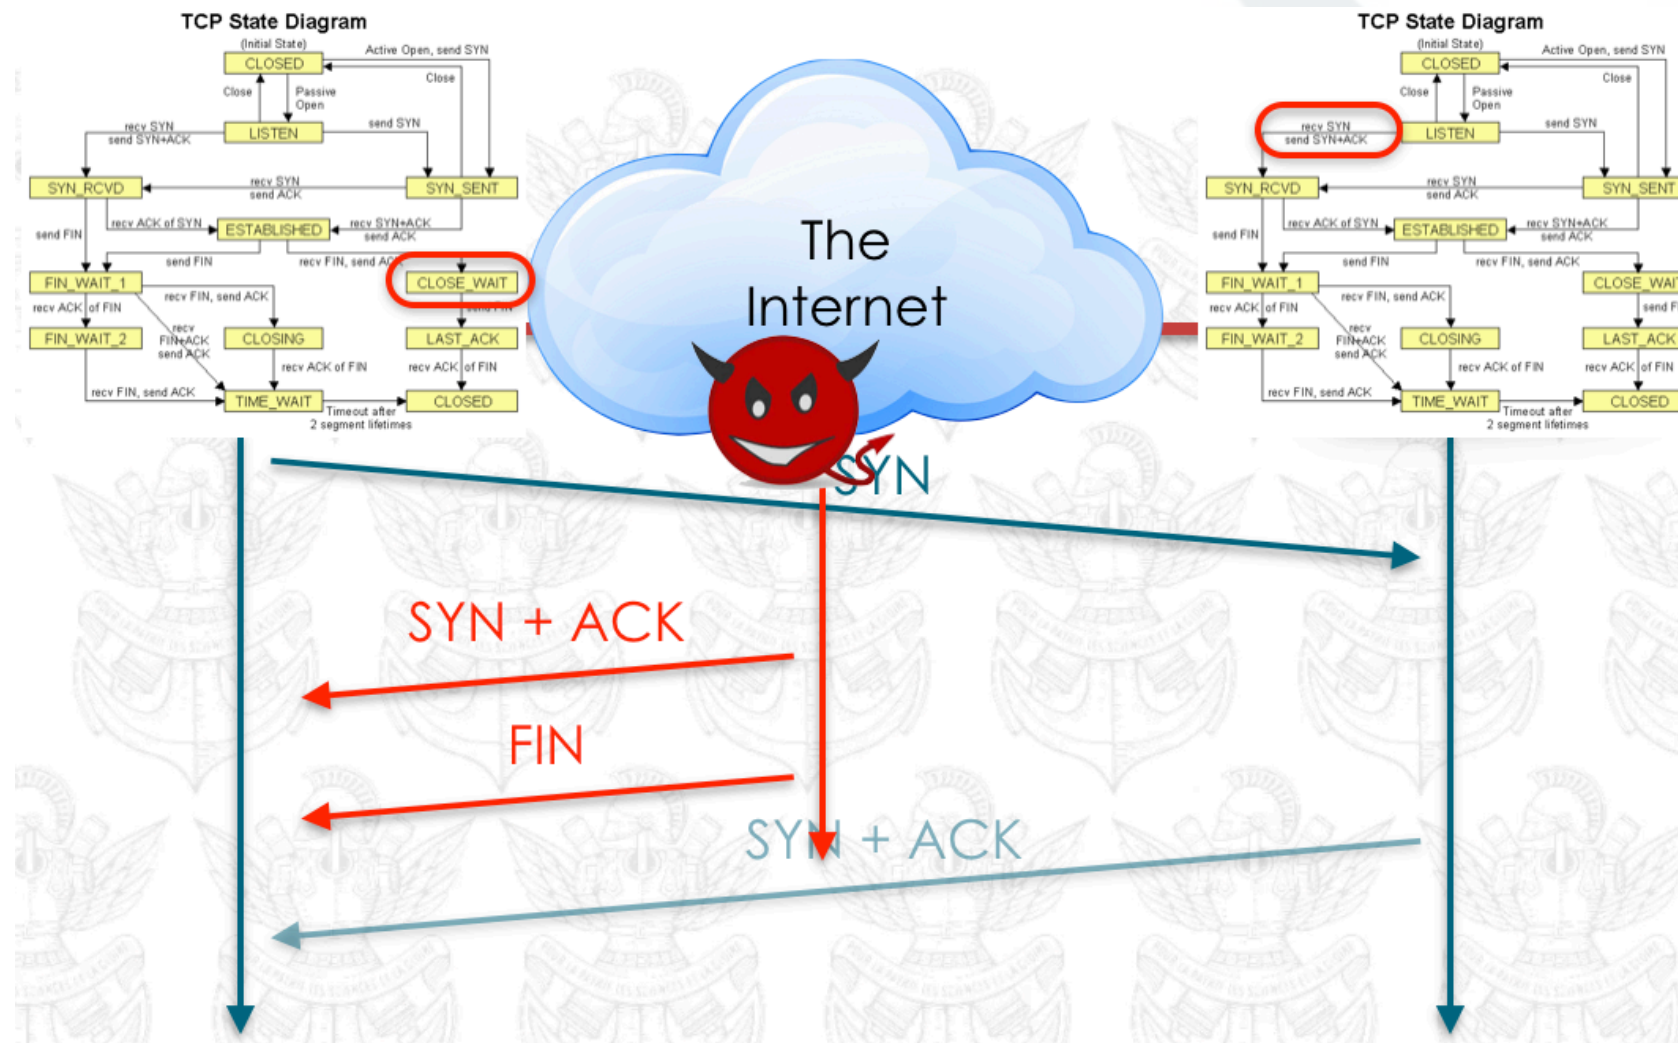 TCP State Diagram
(Initial State)
CLOSED
Active Open, send SYN
Close
Close
Passive
Open
LISTEN
recv SYN
send SYN+ACK
send SYN
SYN_RCVD
recv SYN
send ACK
SYN_SENT
recv ACK of SYN
ESTABLISHED
recv SYN+ACK
send ACK
send FIN
send FIN
recv FIN, send ACK
FIN_WAIT_1
CLOSE_WAIT
recv FIN, send ACK
recv ACK of FIN
send FIN
recv
FIN+ACK
send ACK
FIN_WAIT_2
CLOSING
LAST_ACK
recv ACK of FIN
recv ACK of FIN
recv FIN, send ACK
TIME_WAIT
CLOSED
Timeout after
2 segment lifetimes
The
Internet
TCP State Diagram
(Initial State)
CLOSED
Active Open, send SYN
Close
Close
Passive
Open
LISTEN
recv SYN
send SYN+ACK
send SYN
SYN_RCVD
recv SYN
send ACK
SYN_SENT
recv ACK of SYN
ESTABLISHED
recv SYN+ACK
send ACK
send FIN
send FIN
recv FIN, send ACK
FIN_WAIT_1
CLOSE_WAI
recv FIN, send ACK
recv ACK of FIN
send F
recv
FIN+ACK
send ACK
FIN_WAIT_2
CLOSING
LAST_ACK
recv ACK of FIN
recv ACK of FI
recv FIN, send ACK
TIME_WAIT
CLOSED
Timeout after
2 segment lifetimes
SYN
SYN + ACK
FIN
SYN + ACK